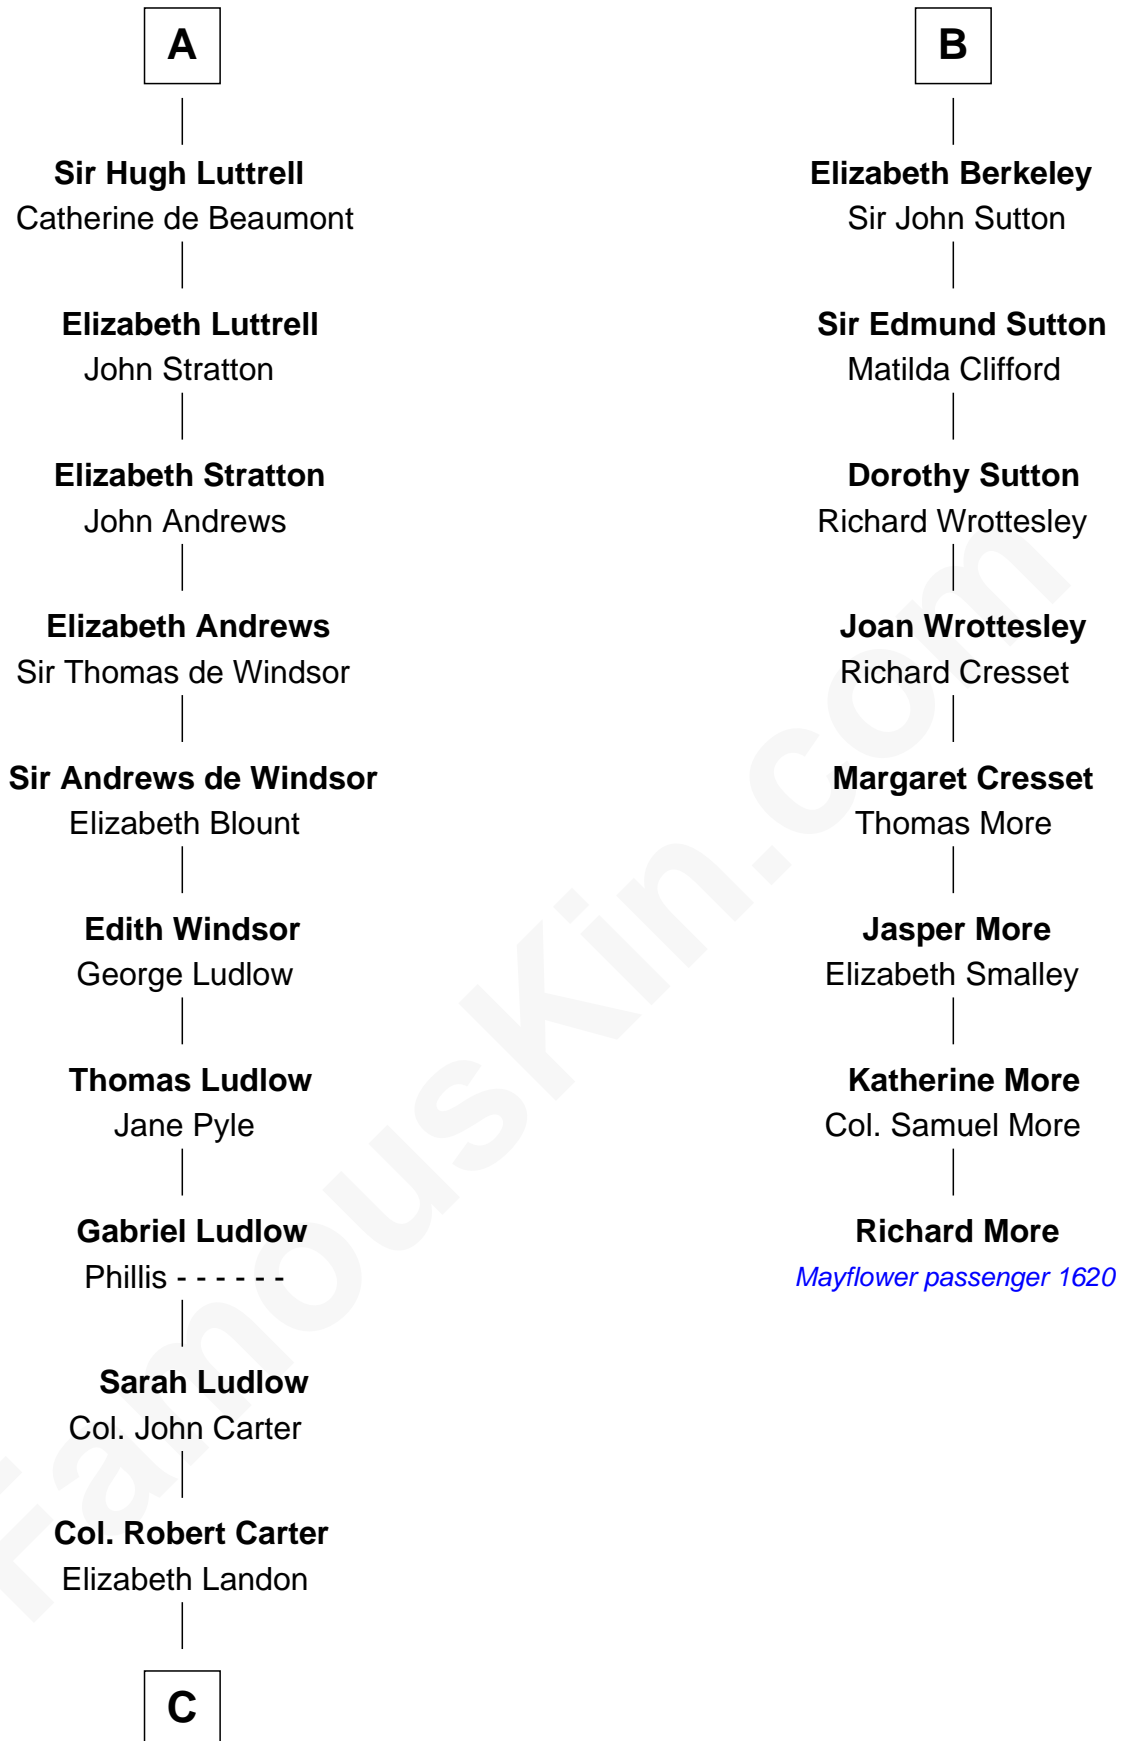 A
Sir Hugh Luttrell
Catherine de Beaumont
Elizabeth Luttrell
John Stratton
Elizabeth Stratton
John Andrews
Elizabeth Andrews
Sir Thomas de Windsor
Sir Andrews de Windsor
Elizabeth Blount
Edith Windsor
George Ludlow
Thomas Ludlow
Jane Pyle
Gabriel Ludlow
Phillis - - - - - -
Sarah Ludlow
Col. John Carter
Col. Robert Carter
Elizabeth Landon
C
B
Elizabeth Berkeley
Sir John Sutton
Sir Edmund Sutton
Matilda Clifford
Dorothy Sutton
Richard Wrottesley
Joan Wrottesley
Richard Cresset
Margaret Cresset
Thomas More
Jasper More
Elizabeth Smalley
Katherine More
Col. Samuel More
Richard More
Mayflower passenger 1620
FamousKin.com